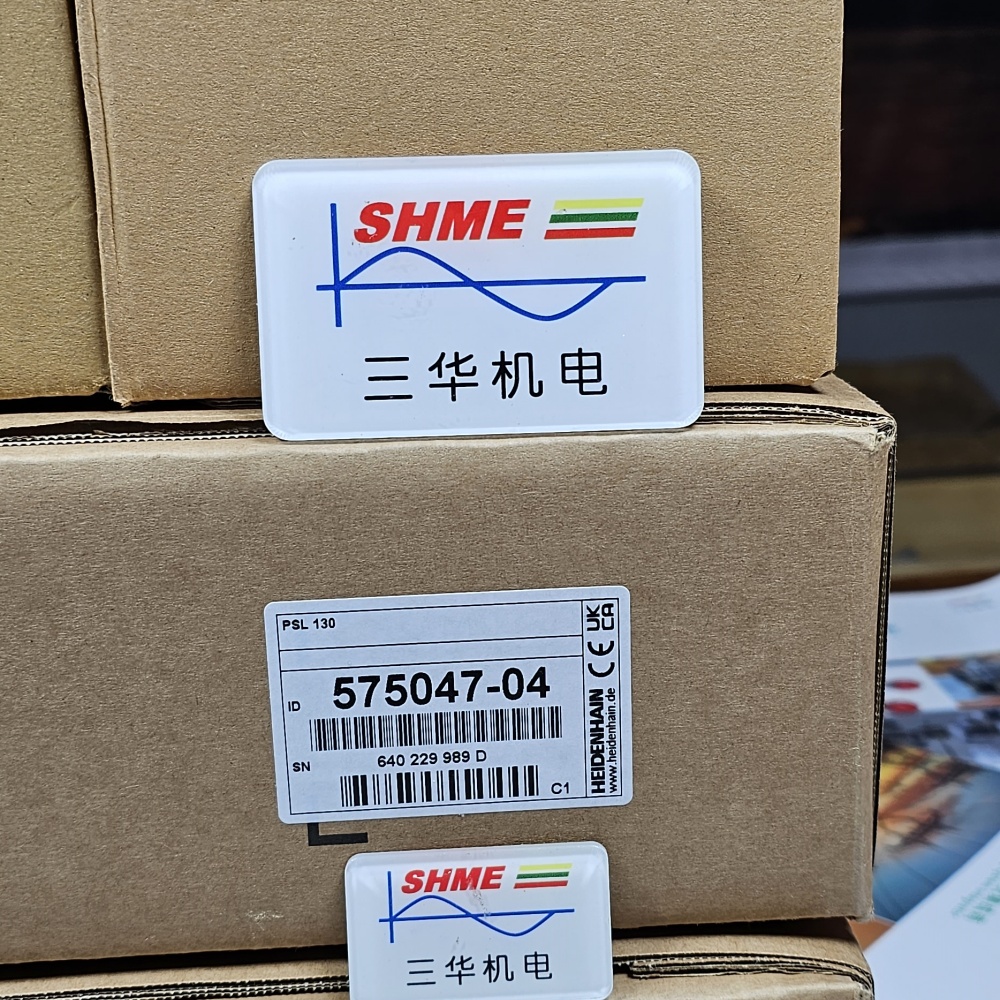 SHME
三华机电
PSL 130
ID 575047-04
SN 640 229 989 D
C1
HEIDENHAIN
www.heidenhain.de
CE
UK
CA
SHME
三华机电